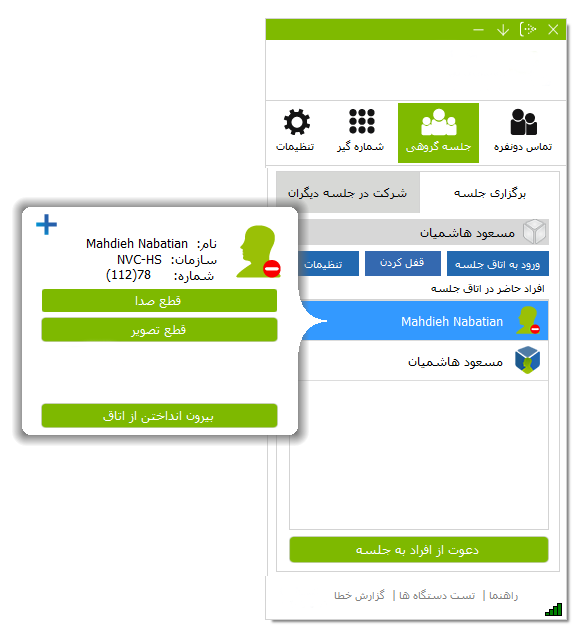 تماس دونفره
جلسه گروهی
شماره گیر
تنظیمات
برگزاری جلسه
شرکت در جلسه دیگران
مسعود هاشمیان
ورود به اتاق جلسه
قفل کردن
تنظیمات
افراد حاضر در اتاق جلسه
Mahdieh Nabatian
مسعود هاشمیان
دعوت از افراد به جلسه
راهنما | تست دستگاه ها | گزارش خطا
نام: Mahdieh Nabatian
سازمان: NVC-HS
شماره: 78(112)
قطع صدا
قطع تصویر
بیرون انداختن از اتاق